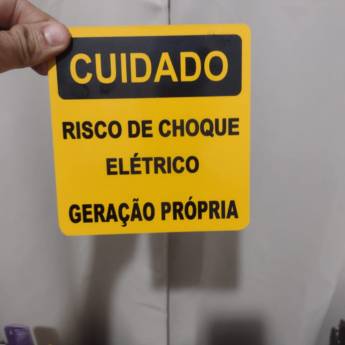 CUIDADO
RISCO DE CHOQUE
ELÉTRICO
GERAÇÃO PRÓPRIA